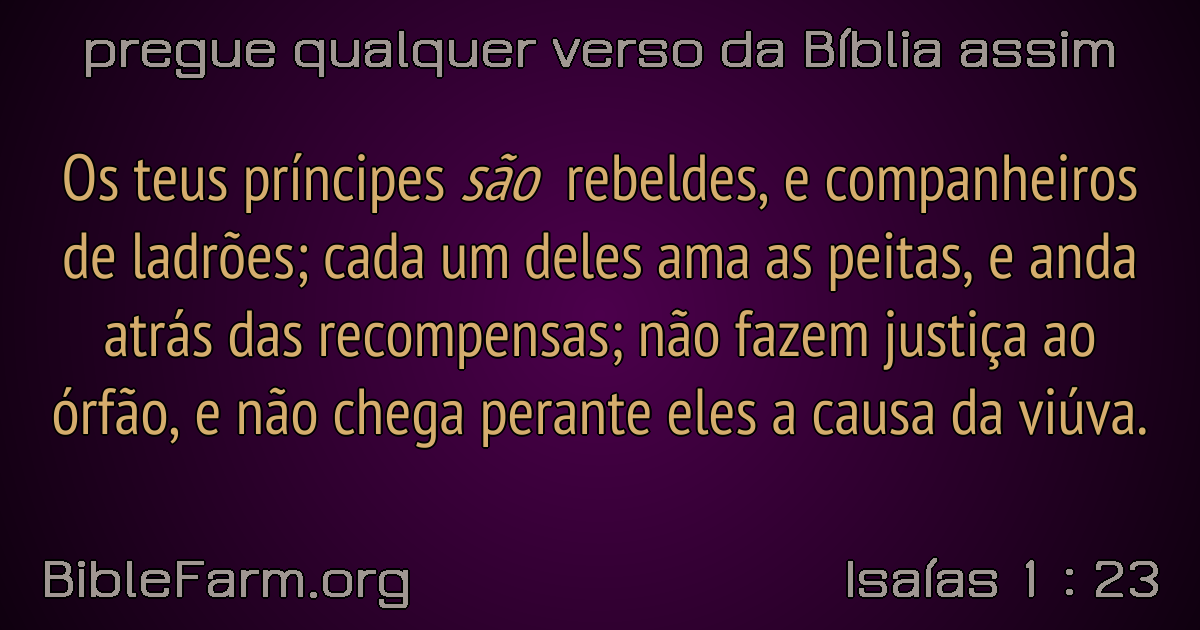 pregue qualquer verso da Bíblia assim
Os teus príncipes são rebeldes, e companheiros
de ladrões; cada um deles ama as peitas, e anda
atrás das recompensas; não fazem justiça ao
órfão, e não chega perante eles a causa da viúva.
BibleFarm.org
Isaías 1 : 23